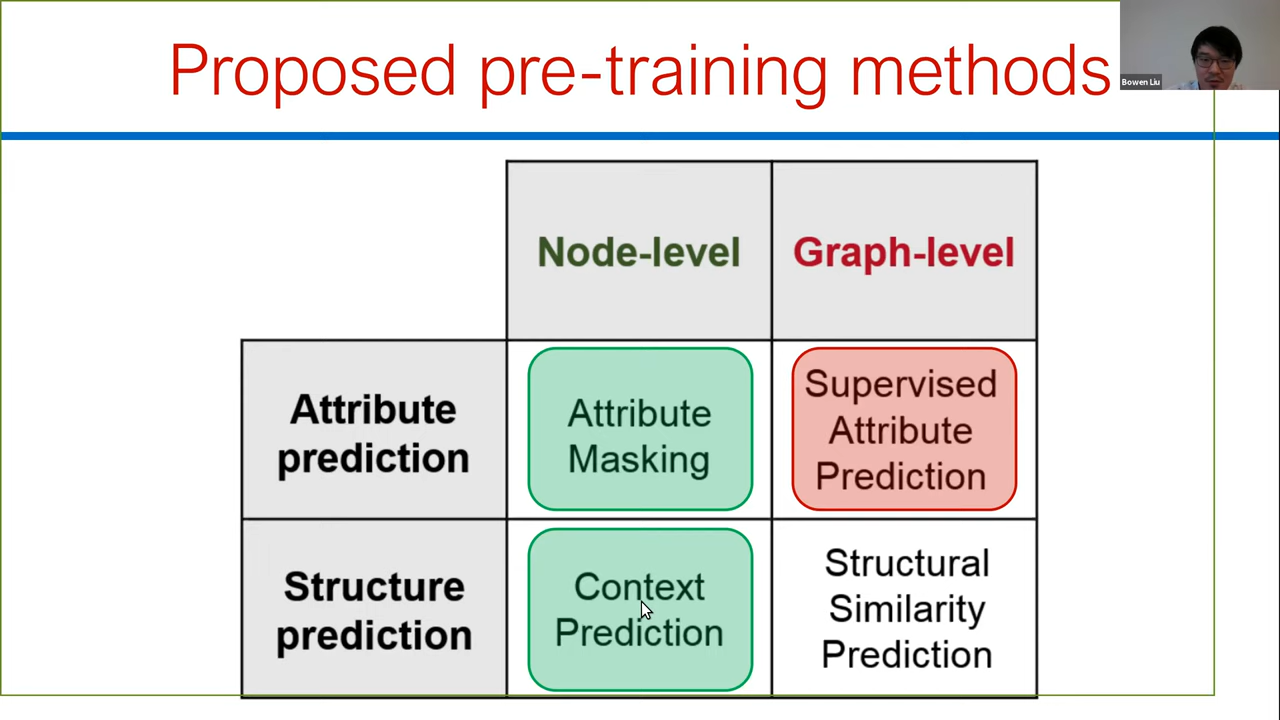 Proposed pre-training methods
Bowen Liu
Node-level
Graph-level
Attribute
prediction
Attribute
Masking
Supervised
Attribute
Prediction
Structure
prediction
Context
Prediction
Structural
Similarity
Prediction